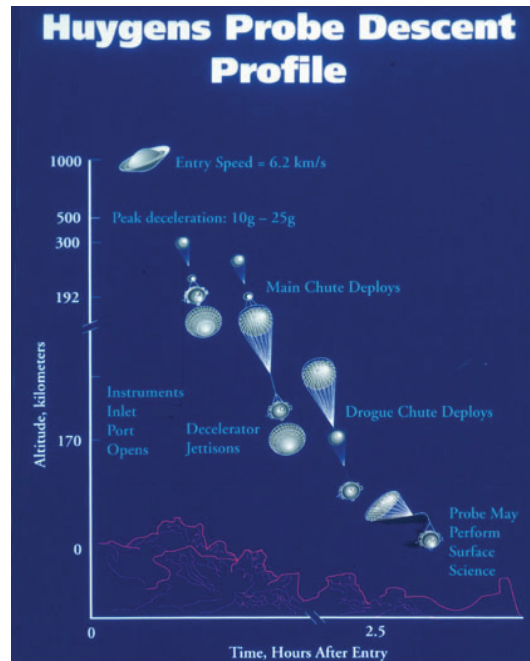 Huygens Probe Descent
Profile
1000
Entry Speed = 6.2 km/s
500
Peak deceleration: 10g – 25g
300
Main Chute Deploys
192
Altitude, kilometers
Instruments
Inlet
Port
Opens
Decelerator
Jettisons
Drogue Chute Deploys
170
Probe May
Perform
Surface
Science
0
0
2.5
Time, Hours After Entry